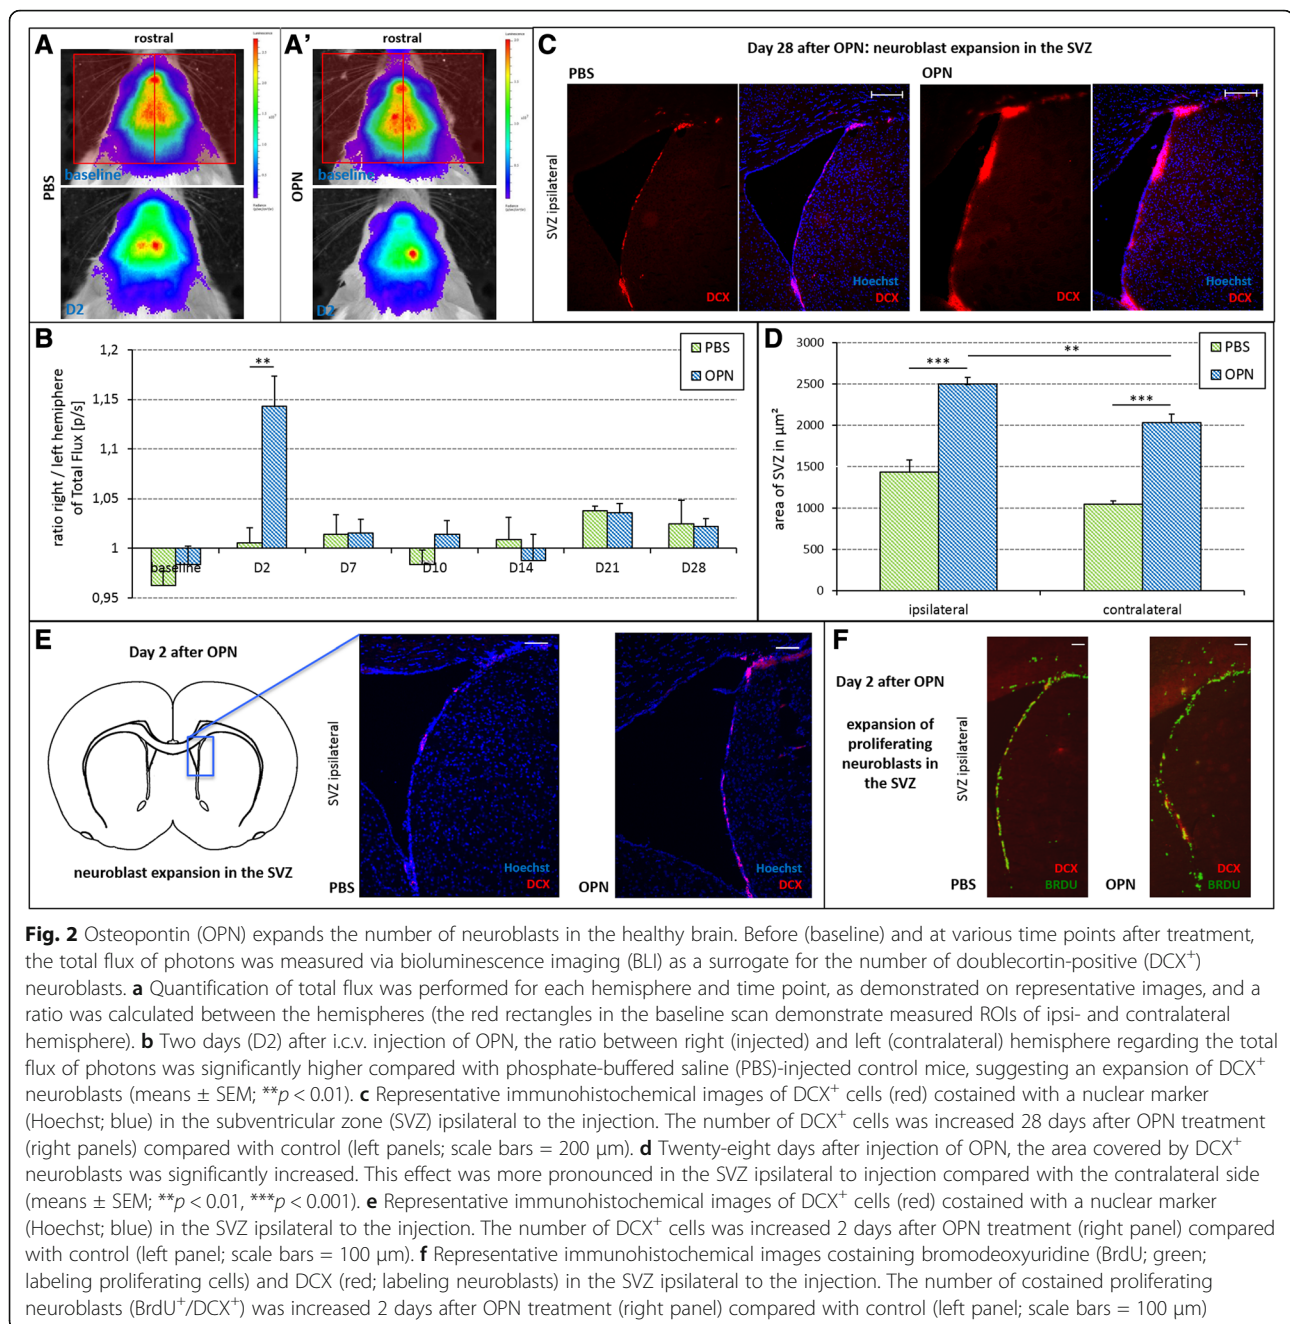 A
rostral
PBS
baseline
D2
A'
rostral
OPN
baseline
D2
C
Day 28 after OPN: neuroblast expansion in the SVZ
PBS
OPN
SVZ ipsilateral
DCX
Hoechst
DCX
DCX
Hoechst
DCX
B
ratio right / left hemisphere
of Total Flux [p/s]
1,2
1,15
1,1
1,05
1
0,95
**
PBS
OPN
baseline
D2
D7
D10
D14
D21
D28
D
area of SVZ in µm²
3000
2500
2000
1500
1000
500
0
***
**
***
PBS
OPN
ipsilateral
contralateral
E
Day 2 after OPN
neuroblast expansion in the SVZ
SVZ ipsilateral
PBS
Hoechst
DCX
OPN
Hoechst
DCX
F
Day 2 after OPN
expansion of
proliferating
neuroblasts in
the SVZ
SVZ ipsilateral
PBS
DCX
BRDU
OPN
DCX
BRDU
Fig. 2 Osteopontin (OPN) expands the number of neuroblasts in the healthy brain. Before (baseline) and at various time points after treatment,
the total flux of photons was measured via bioluminescence imaging (BLI) as a surrogate for the number of doublecortin-positive (DCX⁺)
neuroblasts. a Quantification of total flux was performed for each hemisphere and time point, as demonstrated on representative images, and a
ratio was calculated between the hemispheres (the red rectangles in the baseline scan demonstrate measured ROIs of ipsi- and contralateral
hemisphere). b Two days (D2) after i.c.v. injection of OPN, the ratio between right (injected) and left (contralateral) hemisphere regarding the total
flux of photons was significantly higher compared with phosphate-buffered saline (PBS)-injected control mice, suggesting an expansion of DCX⁺
neuroblasts (means ± SEM; **p < 0.01). c Representative immunohistochemical images of DCX⁺ cells (red) costained with a nuclear marker
(Hoechst; blue) in the subventricular zone (SVZ) ipsilateral to the injection. The number of DCX⁺ cells was increased 28 days after OPN treatment
(right panels) compared with control (left panels; scale bars = 200 µm). d Twenty-eight days after injection of OPN, the area covered by DCX⁺
neuroblasts was significantly increased. This effect was more pronounced in the SVZ ipsilateral to injection compared with the contralateral side
(means ± SEM; **p < 0.01, ***p < 0.001). e Representative immunohistochemical images of DCX⁺ cells (red) costained with a nuclear marker
(Hoechst; blue) in the SVZ ipsilateral to the injection. The number of DCX⁺ cells was increased 2 days after OPN treatment (right panel) compared
with control (left panel; scale bars = 100 µm). f Representative immunohistochemical images costaining bromodeoxyuridine (BrdU; green;
labeling proliferating cells) and DCX (red; labeling neuroblasts) in the SVZ ipsilateral to the injection. The number of costained proliferating
neuroblasts (BrdU⁺/DCX⁺) was increased 2 days after OPN treatment (right panel) compared with control (left panel; scale bars = 100 µm)